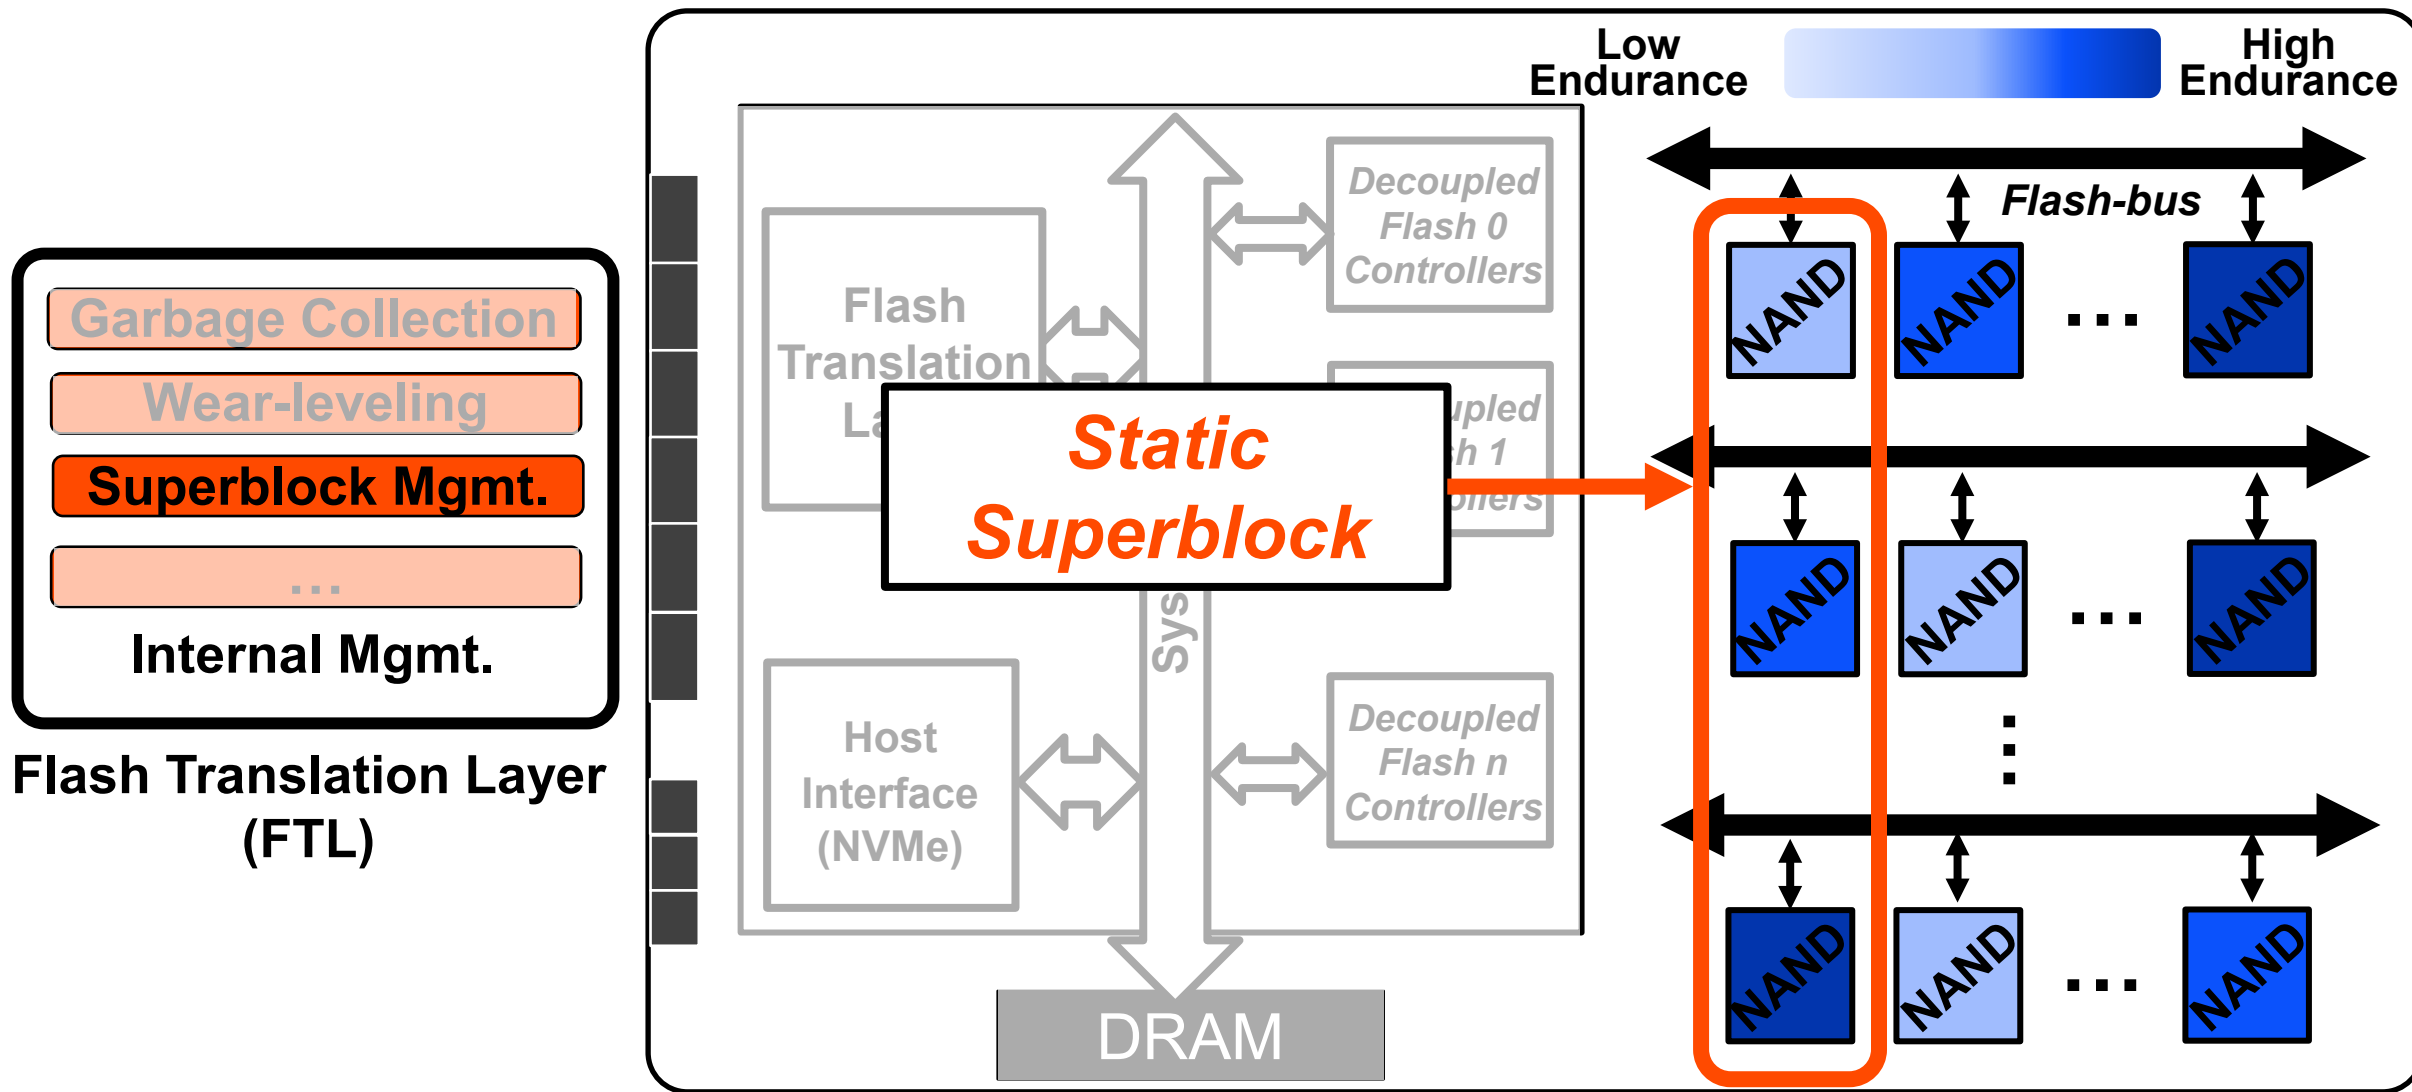 Low
Endurance
High
Endurance
Flash-bus
Garbage Collection
Wear-leveling
Superblock Mgmt.
...
Internal Mgmt.
Flash Translation Layer
(FTL)
Flash
Translation
Host
Interface
(NVMe)
Static
Superblock
Decoupled
Flash 0
Controllers
Decoupled
Flash n
Controllers
DRAM
NAND
NAND
...
NAND
NAND
NAND
...
NAND
...
NAND
NAND
...
NAND